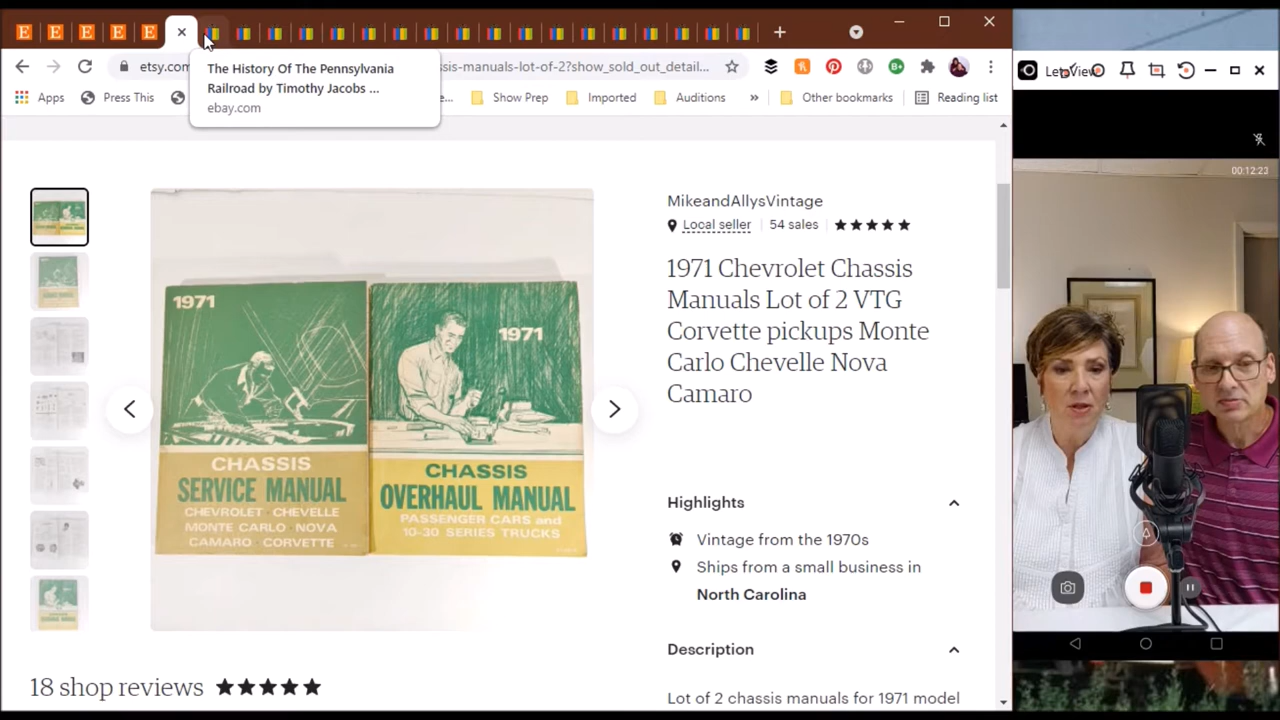 E E E E E
etsy.com
sis-manuals-lot-of-2?show_sold_out_detail...
The History Of The Pennsylvania
Railroad by Timothy Jacobs ...
ebay.com
Apps
Press This
e...
Show Prep
Imported
Auditions
Other bookmarks
Reading list
LetsView
00:12:23
MikeandAllysVintage
Local seller
54 sales
1971 Chevrolet Chassis
Manuals Lot of 2 VTG
Corvette pickups Monte
Carlo Chevelle Nova
Camaro
1971
CHASSIS
SERVICE MANUAL
CHEVROLET · CHEVELLE
MONTE CARLO · NOVA
CAMARO · CORVETTE
1971
CHASSIS
OVERHAUL MANUAL
PASSENGER CARS and
10-30 SERIES TRUCKS
Highlights
Vintage from the 1970s
Ships from a small business in
North Carolina
Description
Lot of 2 chassis manuals for 1971 model
18 shop reviews